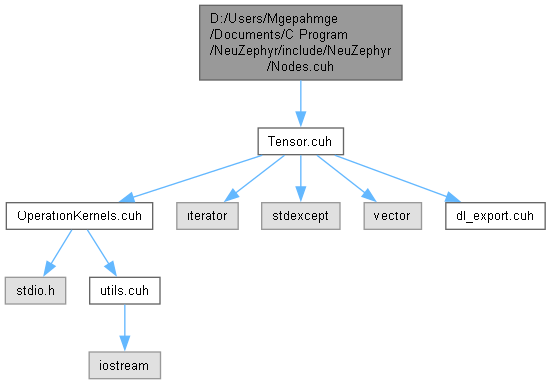 D:/Users/Mgepahmge
/Documents/C Program
/NeuZephyr/include/NeuZephyr
/Nodes.cuh
Tensor.cuh
OperationKernels.cuh
iterator
stdexcept
vector
dl_export.cuh
stdio.h
utils.cuh
iostream